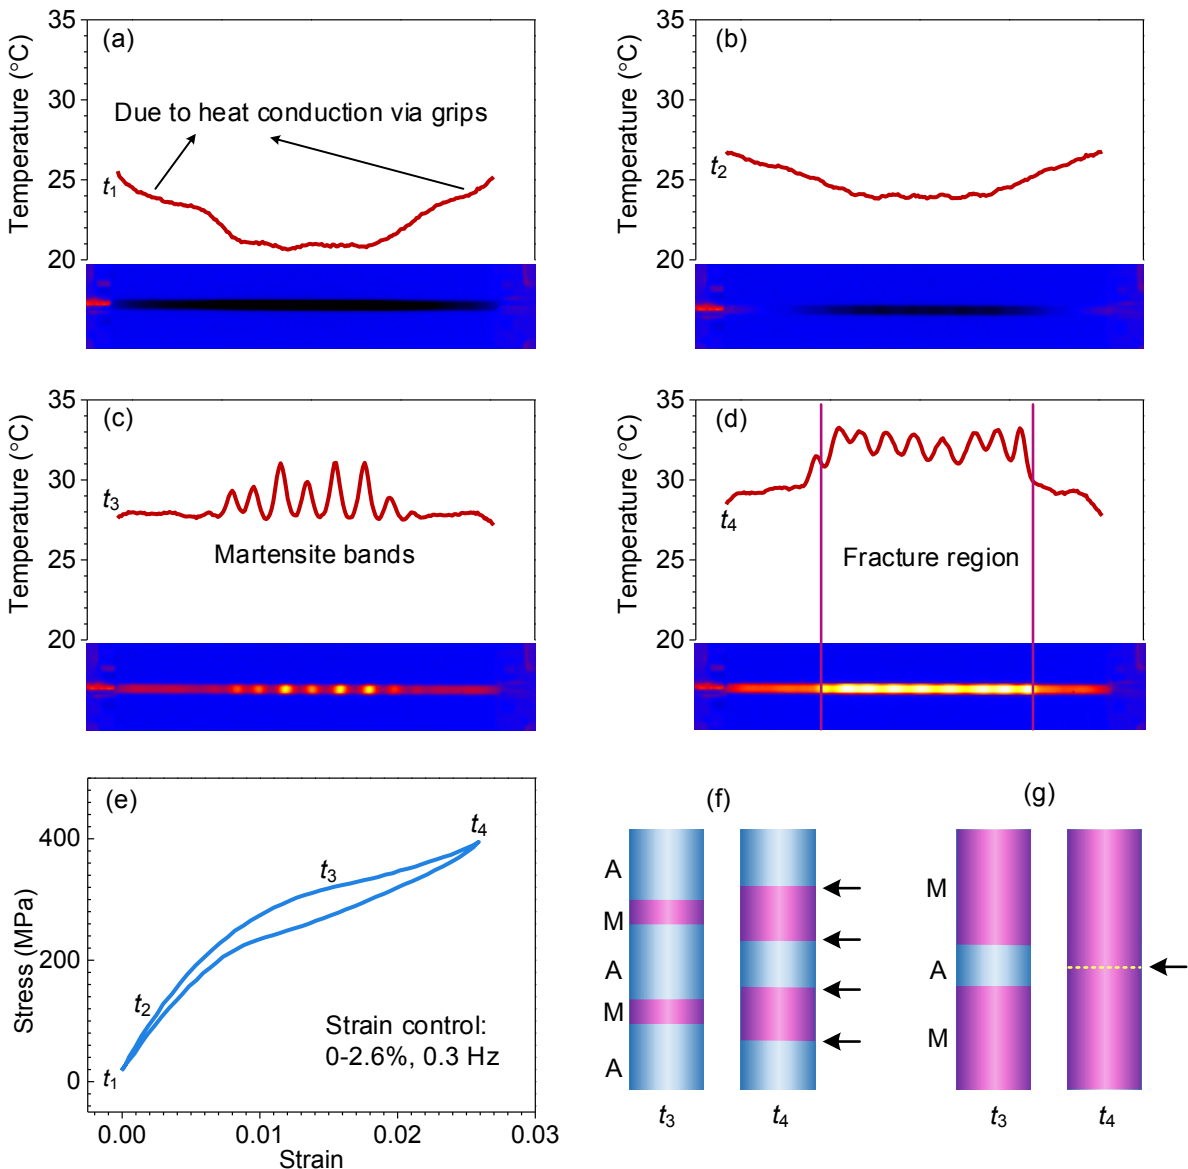 (a)
Temperature (°C)
35
30
25
20
Due to heat conduction via grips
t1
(b)
Temperature (°C)
35
30
25
20
t2
(c)
Temperature (°C)
35
30
25
20
t3
Martensite bands
(d)
Temperature (°C)
35
30
25
20
t4
Fracture region
(e)
Stress (MPa)
400
200
0
t4
t3
t2
t1
Strain control:
0-2.6%, 0.3 Hz
0.00
0.01
0.02
0.03
Strain
(f)
A
M
A
M
A
t3
t4
(g)
M
A
M
t3
t4